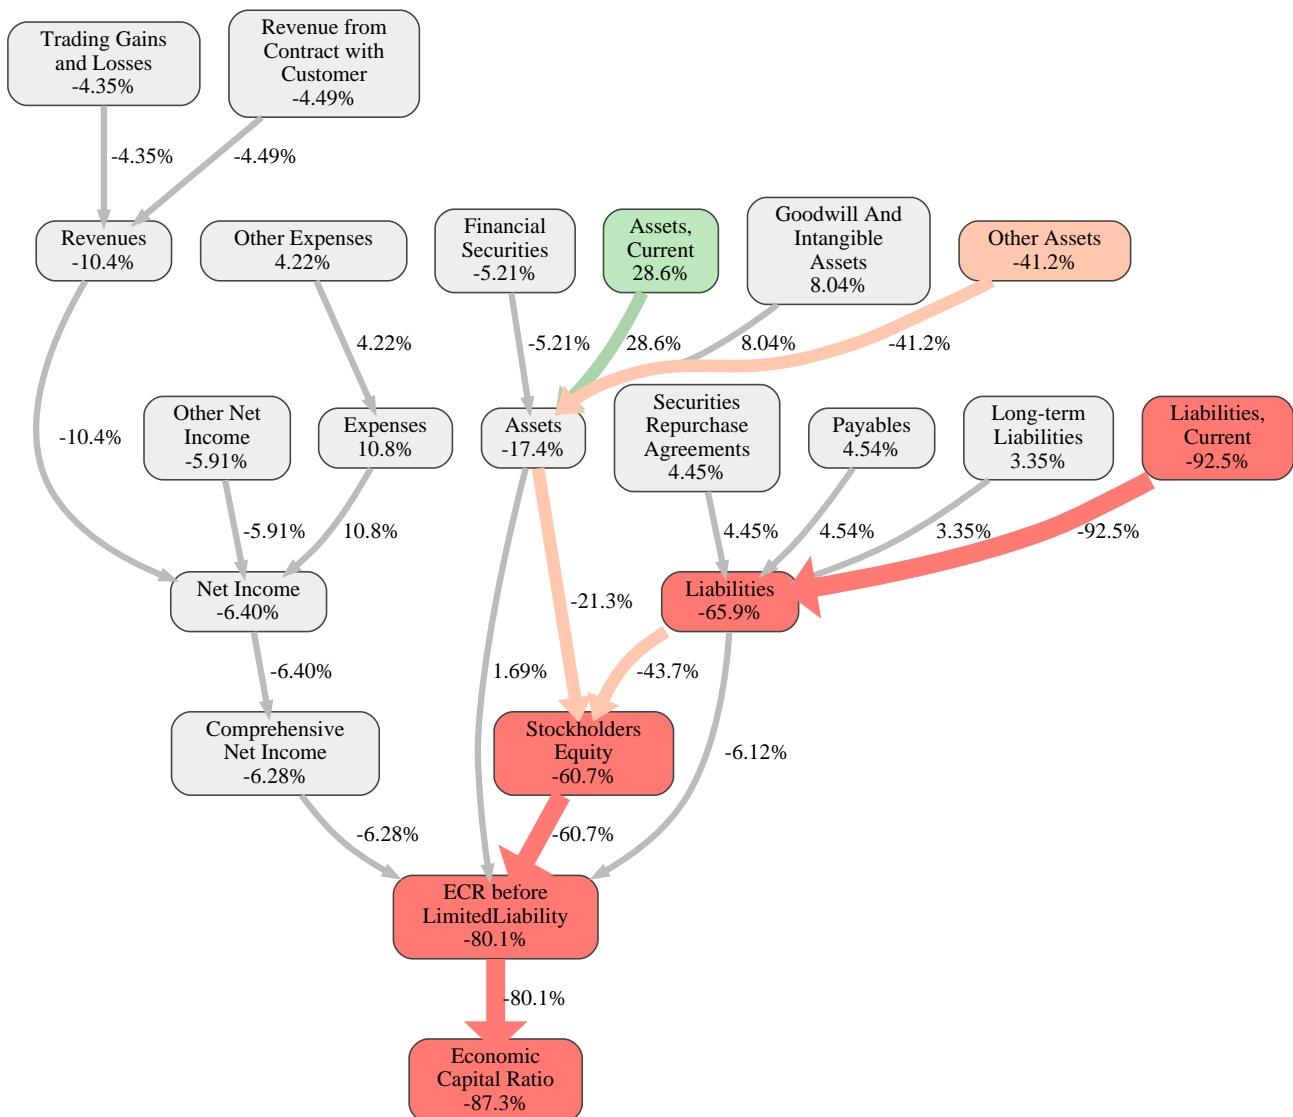 Trading Gains
and Losses
-4.35%
Revenue from
Contract with
Customer
-4.49%
-4.35%
-4.49%
Revenues
-10.4%
Other Expenses
4.22%
Financial
Securities
-5.21%
Assets,
Current
28.6%
Goodwill And
Intangible
Assets
8.04%
Other Assets
-41.2%
4.22%
-5.21%
28.6%
8.04%
-41.2%
-10.4%
Other Net
Income
-5.91%
Expenses
10.8%
Assets
-17.4%
Securities
Repurchase
Agreements
4.45%
Payables
4.54%
Long-term
Liabilities
3.35%
Liabilities,
Current
-92.5%
-5.91%
10.8%
4.45%
4.54%
3.35%
-92.5%
Net Income
-6.40%
-21.3%
Liabilities
-65.9%
-6.40%
1.69%
-43.7%
Comprehensive
Net Income
-6.28%
Stockholders
Equity
-60.7%
-6.12%
-6.28%
-60.7%
ECR before
LimitedLiability
-80.1%
-80.1%
Economic
Capital Ratio
-87.3%